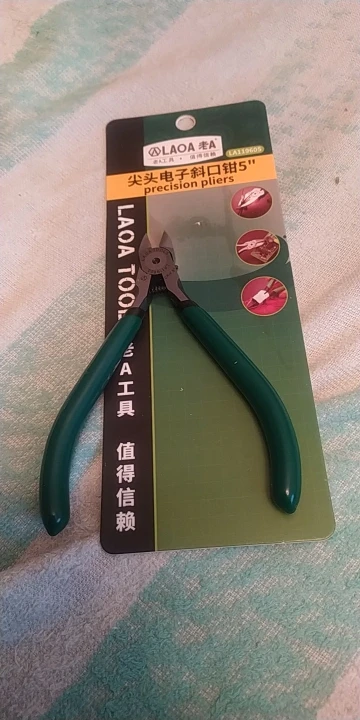 LAOA 老A
老A工具 · 值得信赖
LA119605
尖头电子斜口钳5"
precision pliers
LAOA TOO
老A工具 值得信赖